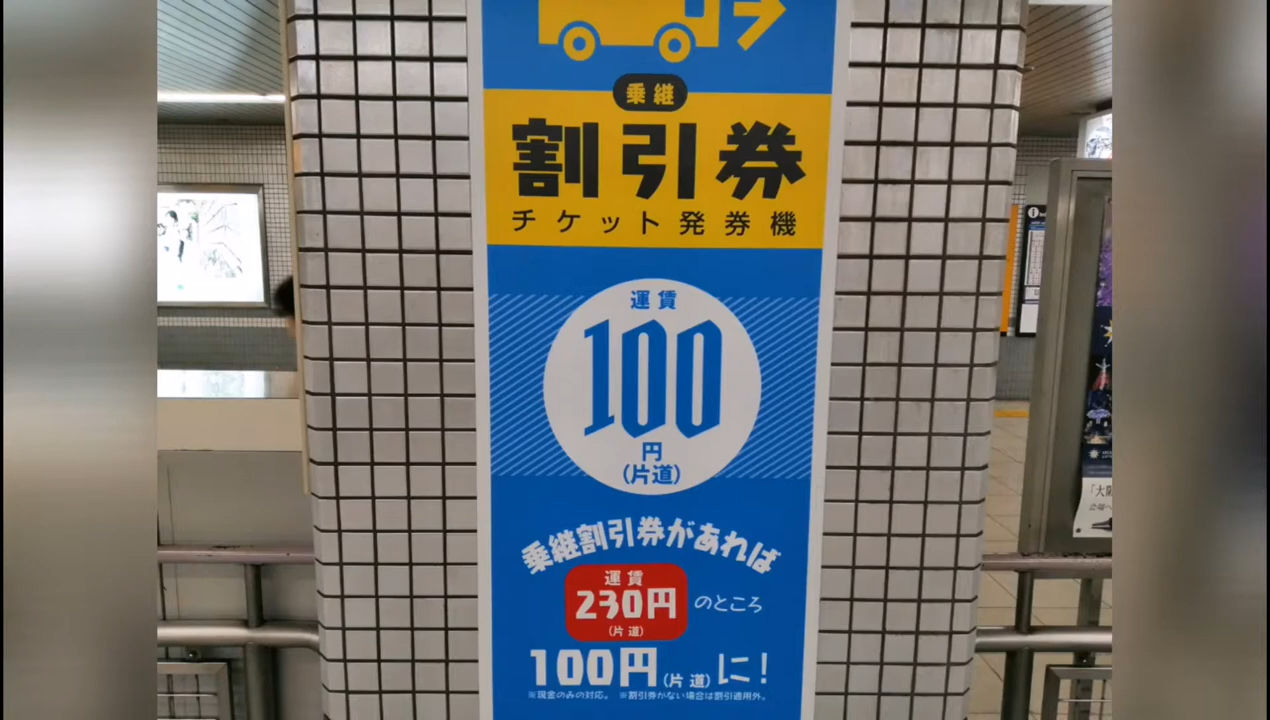 乗継
割引券
チケット発券機
運賃
100
円
(片道)
乗継割引券があれば
運賃
230円
(片道)
のところ
100円(片道)に!
※現金のみの対応。 ※割引券がない場合は割引適用外。
「大阪